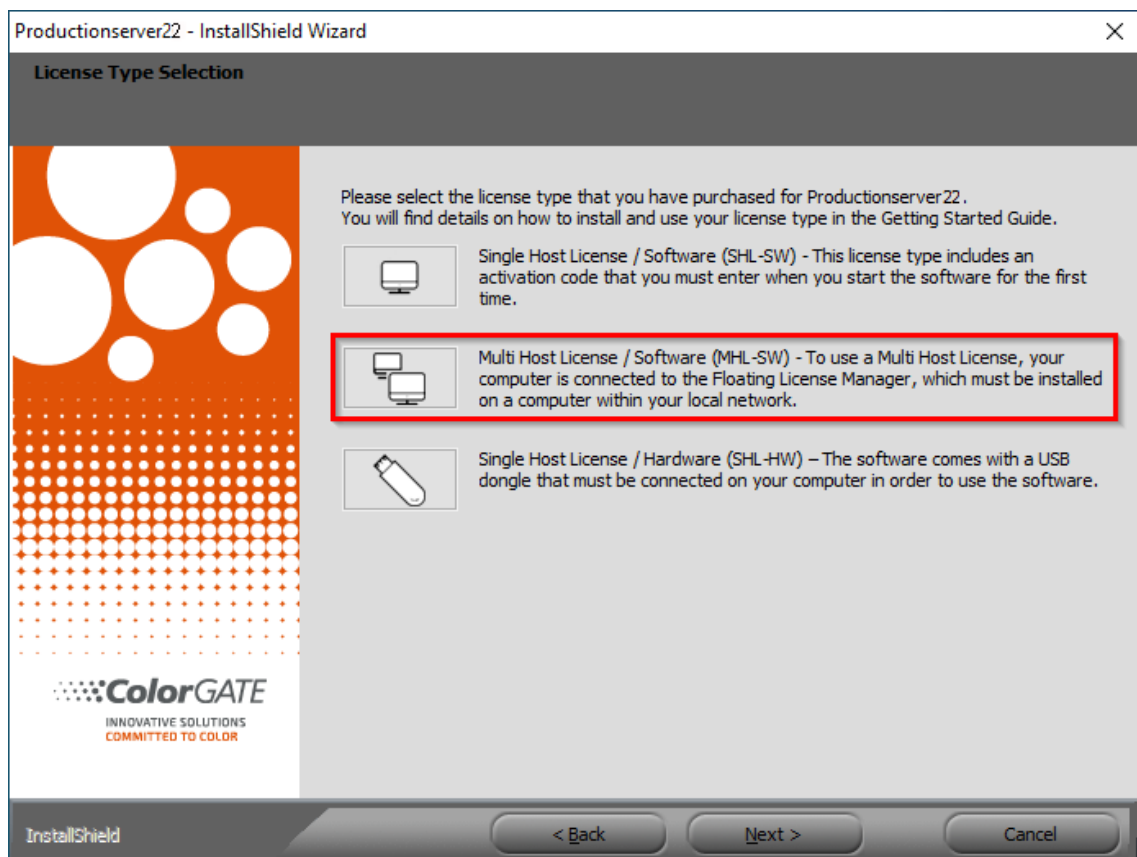 Productionserver22 - InstallShield Wizard
License Type Selection
Please select the license type that you have purchased for Productionserver22.
You will find details on how to install and use your license type in the Getting Started Guide.
Single Host License / Software (SHL-SW) - This license type includes an
activation code that you must enter when you start the software for the first
time.
Multi Host License / Software (MHL-SW) - To use a Multi Host License, your
computer is connected to the Floating License Manager, which must be installed
on a computer within your local network.
Single Host License / Hardware (SHL-HW) – The software comes with a USB
dongle that must be connected on your computer in order to use the software.
ColorGATE
INNOVATIVE SOLUTIONS
COMMITTED TO COLOR
InstallShield
< Back
Next >
Cancel